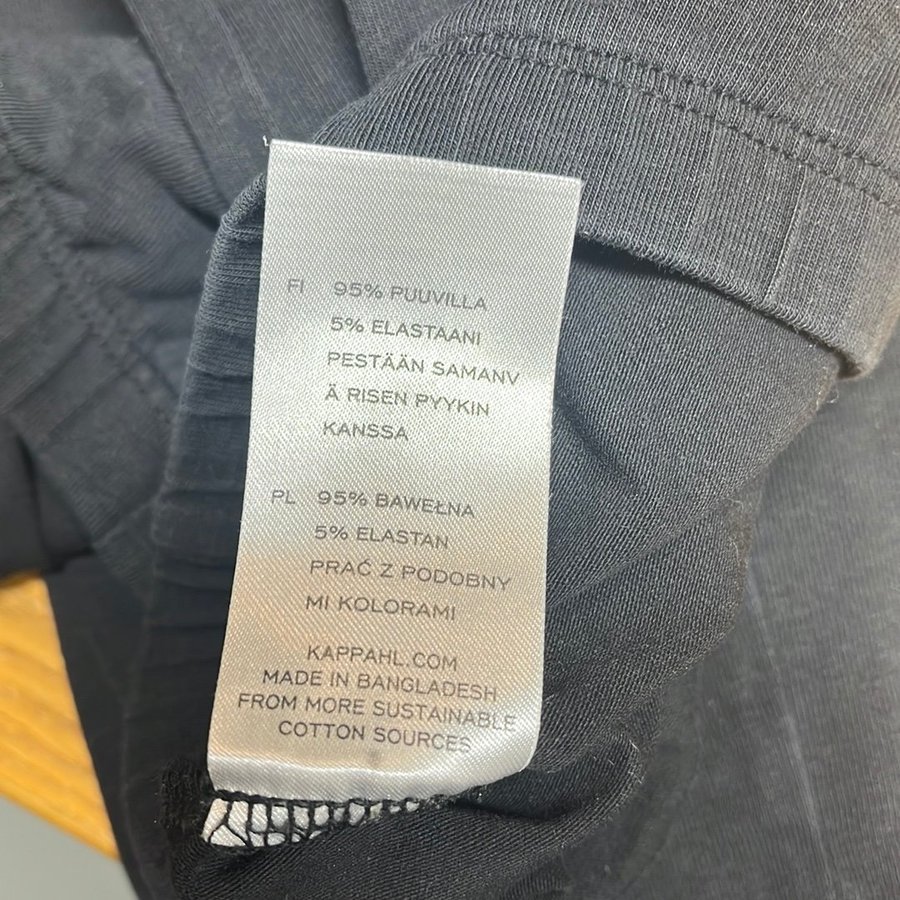 FI 95% PUUVILLA
5% ELASTAANI
PESTÄÄN SAMANV
Ä RISEN PYYKIN
KANSSA
PL 95% BAWEŁNA
5% ELASTAN
PRAĆ Z PODOBNY
MI KOLORAMI
KAPPAHL.COM
MADE IN BANGLADESH
FROM MORE SUSTAINABLE
COTTON SOURCES